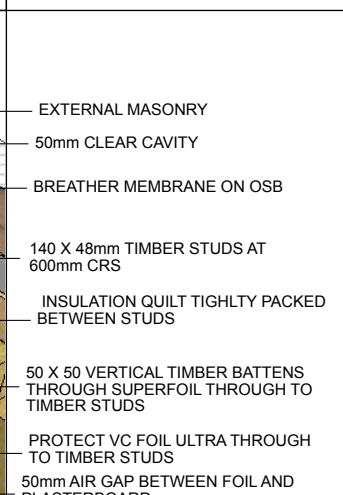 EXTERNAL MASONRY
50mm CLEAR CAVITY
BREATHER MEMBRANE ON OSB
140 X 48mm TIMBER STUDS AT
600mm CRS
INSULATION QUILT TIGHLTY PACKED
BETWEEN STUDS
50 X 50 VERTICAL TIMBER BATTENS
THROUGH SUPERFOIL THROUGH TO
TIMBER STUDS
PROTECT VC FOIL ULTRA THROUGH
TO TIMBER STUDS
50mm AIR GAP BETWEEN FOIL AND
PLASTERBOARD